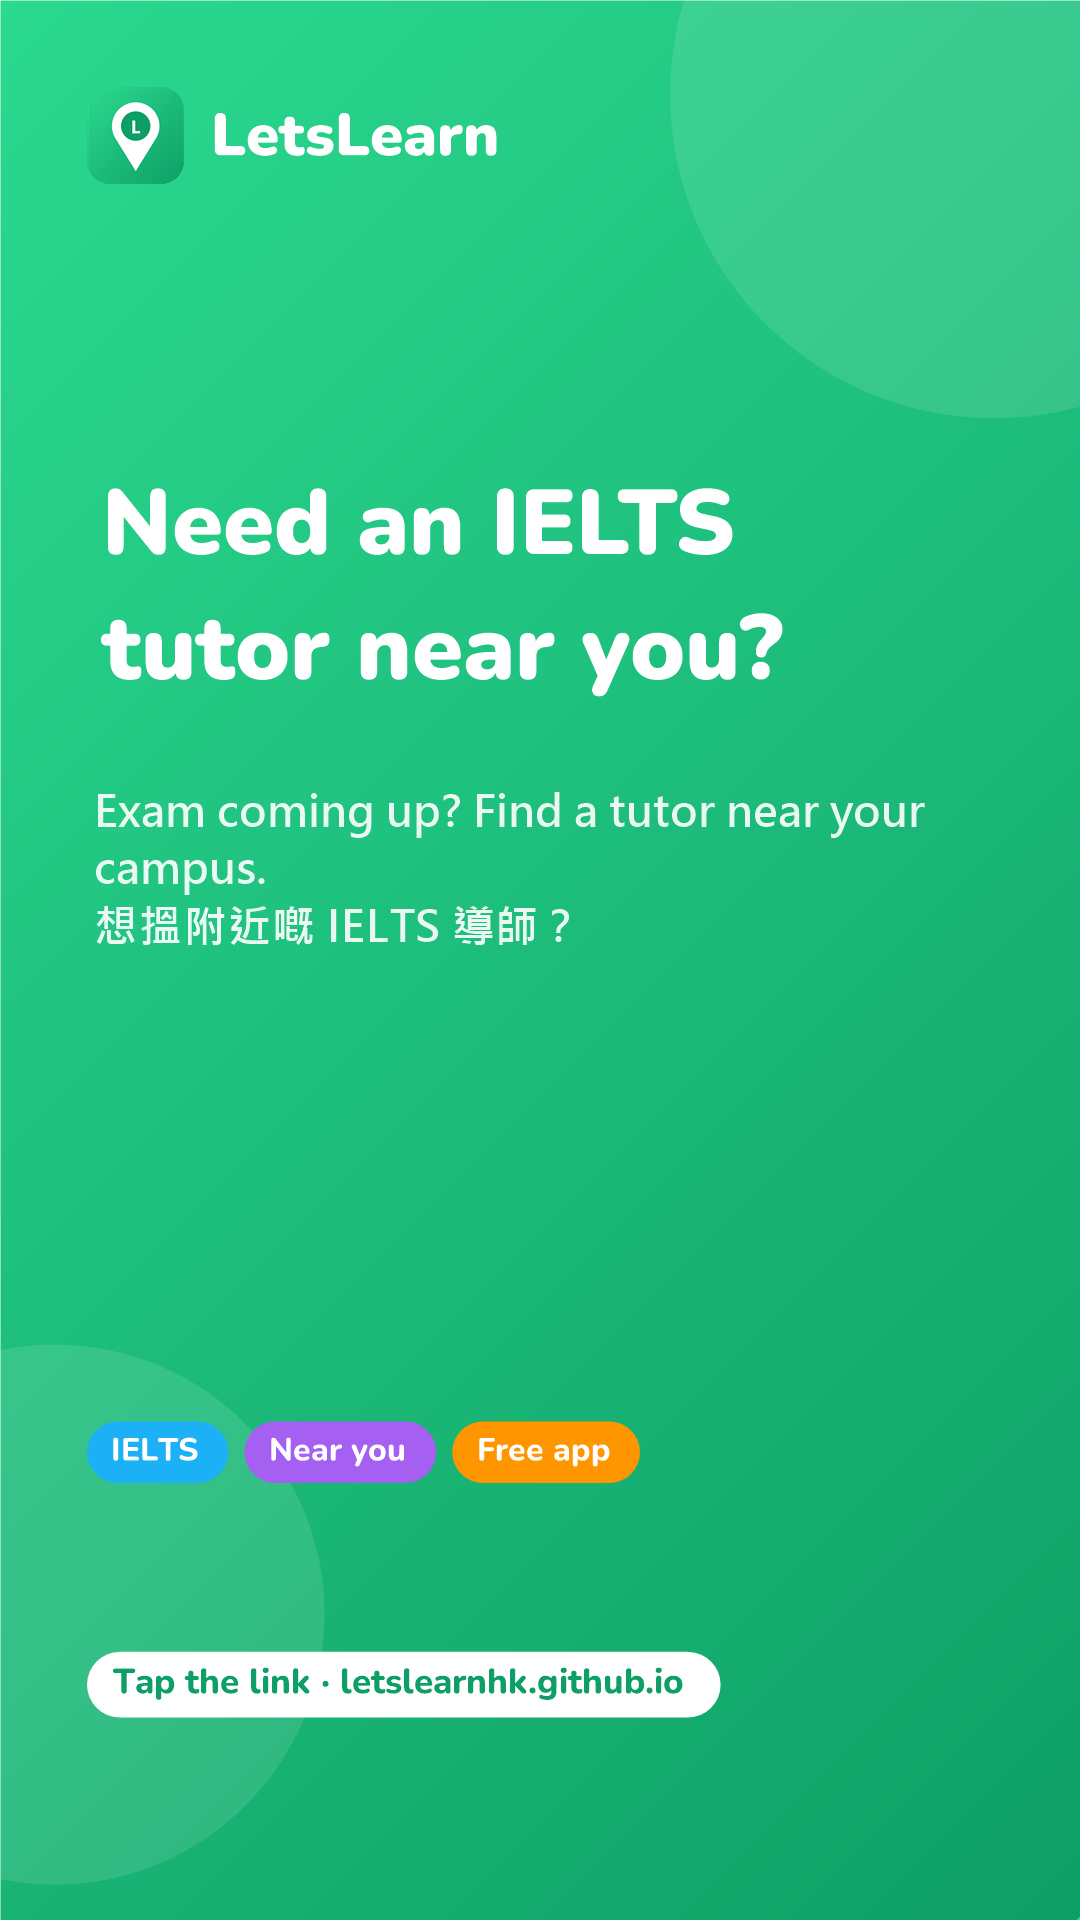 L
LetsLearn
Need an IELTS
tutor near you?
Exam coming up? Find a tutor near your
campus.
想搵附近嘅 IELTS 導師？
IELTS
Near you
Free app
Tap the link · letslearnhk.github.io